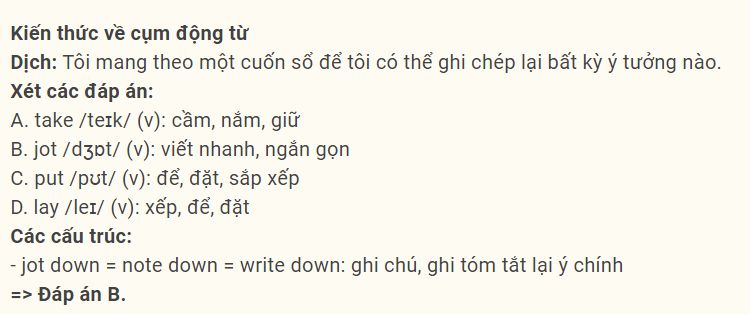 Kiến thức về cụm động từ
Dịch: Tôi mang theo một cuốn sổ để tôi có thể ghi chép lại bất kỳ ý tưởng nào.
Xét các đáp án:
A. take /teɪk/ (v): cầm, nắm, giữ
B. jot /dʒɒt/ (v): viết nhanh, ngắn gọn
C. put /pʊt/ (v): để, đặt, sắp xếp
D. lay /leɪ/ (v): xếp, để, đặt
Các cấu trúc:
- jot down = note down = write down: ghi chú, ghi tóm tắt lại ý chính
=> Đáp án B.